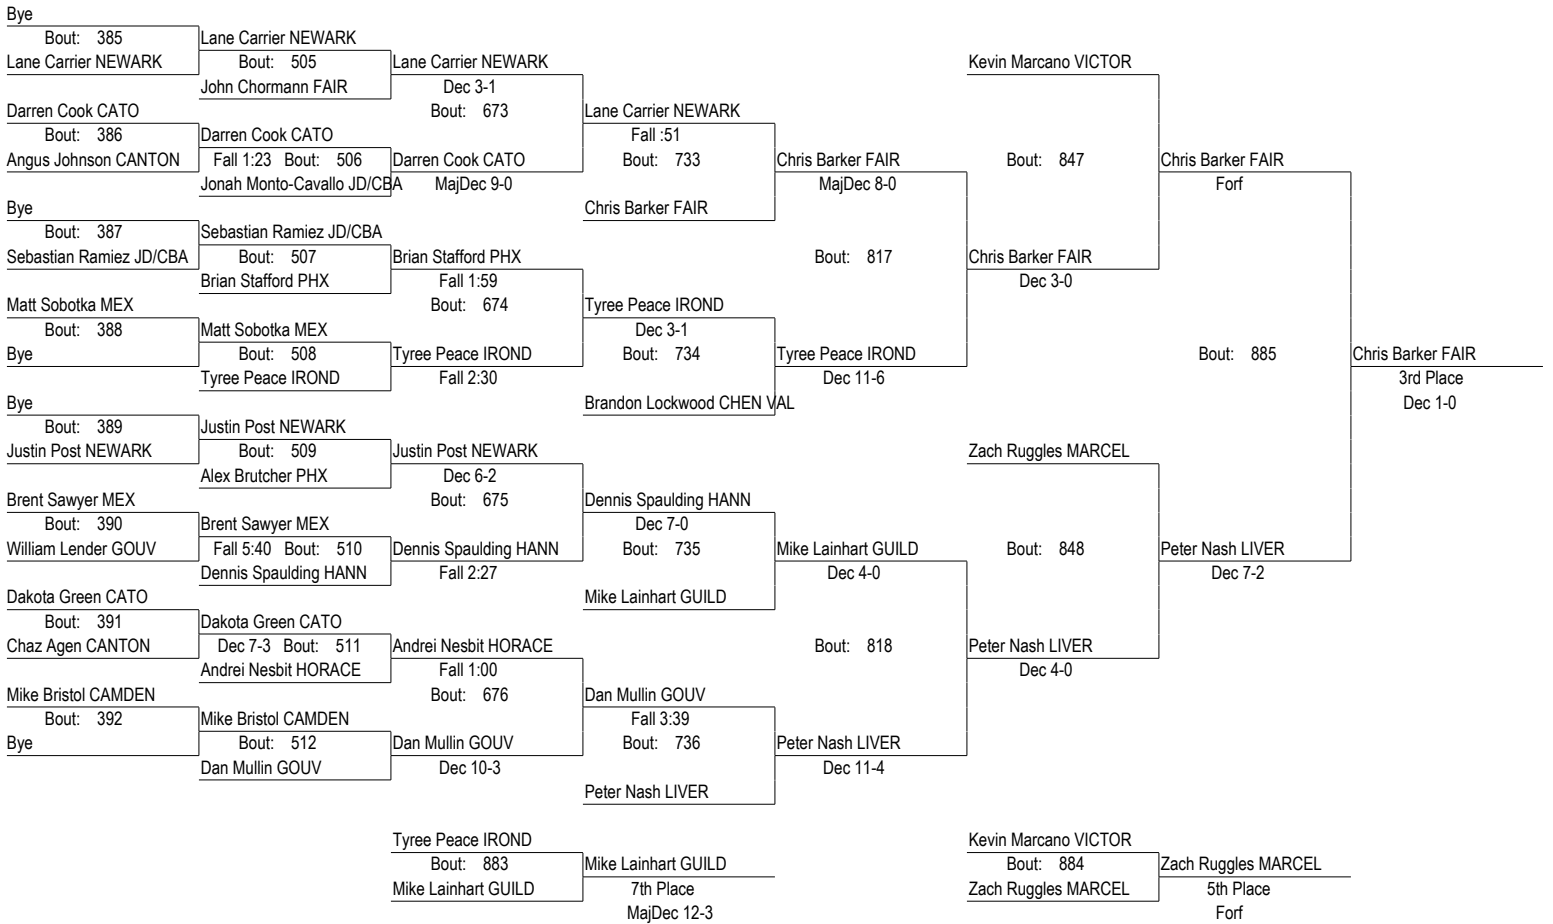 Bye
Bout: 385
Lane Carrier NEWARK
Darren Cook CATO
Bout: 386
Angus Johnson CANTON
Bye
Bout: 387
Sebastian Ramiez JD/CBA
Matt Sobotka MEX
Bout: 388
Bye
Bye
Bout: 389
Justin Post NEWARK
Brent Sawyer MEX
Bout: 390
William Lender GOUV
Dakota Green CATO
Bout: 391
Chaz Agen CANTON
Mike Bristol CAMDEN
Bout: 392
Bye
Lane Carrier NEWARK
Bout: 505
John Chormann FAIR
Darren Cook CATO
Fall 1:23 Bout: 506
Jonah Monto-Cavallo JD/CBA
Sebastian Ramiez JD/CBA
Bout: 507
Brian Stafford PHX
Matt Sobotka MEX
Bout: 508
Tyree Peace IROND
Justin Post NEWARK
Bout: 509
Alex Brutcher PHX
Brent Sawyer MEX
Fall 5:40 Bout: 510
Dennis Spaulding HANN
Dakota Green CATO
Dec 7-3 Bout: 511
Andrei Nesbit HORACE
Mike Bristol CAMDEN
Bout: 512
Dan Mullin GOUV
Lane Carrier NEWARK
Dec 3-1
Bout: 673
Darren Cook CATO
MajDec 9-0
Brian Stafford PHX
Fall 1:59
Bout: 674
Tyree Peace IROND
Fall 2:30
Justin Post NEWARK
Dec 6-2
Bout: 675
Dennis Spaulding HANN
Fall 2:27
Andrei Nesbit HORACE
Fall 1:00
Bout: 676
Dan Mullin GOUV
Dec 10-3
Lane Carrier NEWARK
Fall :51
Bout: 733
Chris Barker FAIR
Tyree Peace IROND
Dec 3-1
Bout: 734
Brandon Lockwood CHEN VAL
Dennis Spaulding HANN
Dec 7-0
Bout: 735
Mike Lainhart GUILD
Dan Mullin GOUV
Fall 3:39
Bout: 736
Peter Nash LIVER
Chris Barker FAIR
MajDec 8-0
Bout: 817
Tyree Peace IROND
Dec 11-6
Mike Lainhart GUILD
Dec 4-0
Bout: 818
Peter Nash LIVER
Dec 11-4
Kevin Marcano VICTOR
Bout: 847
Chris Barker FAIR
Dec 3-0
Zach Ruggles MARCEL
Bout: 848
Peter Nash LIVER
Dec 4-0
Chris Barker FAIR
Forf
Bout: 885
Peter Nash LIVER
Dec 7-2
Chris Barker FAIR
3rd Place
Dec 1-0
Tyree Peace IROND
Bout: 883
Mike Lainhart GUILD
Mike Lainhart GUILD
7th Place
MajDec 12-3
Kevin Marcano VICTOR
Bout: 884
Zach Ruggles MARCEL
Zach Ruggles MARCEL
5th Place
Forf